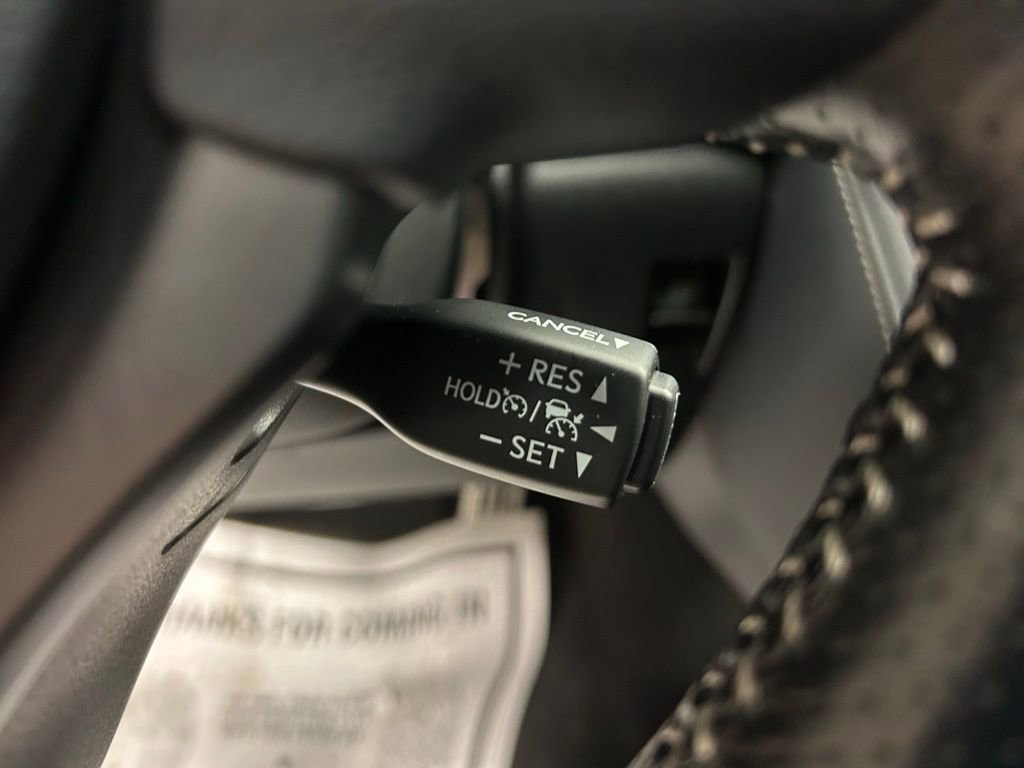 CANCEL▼
+ RES ▲
HOLD / ◀
− SET ▼
THANKS FOR COMING IN